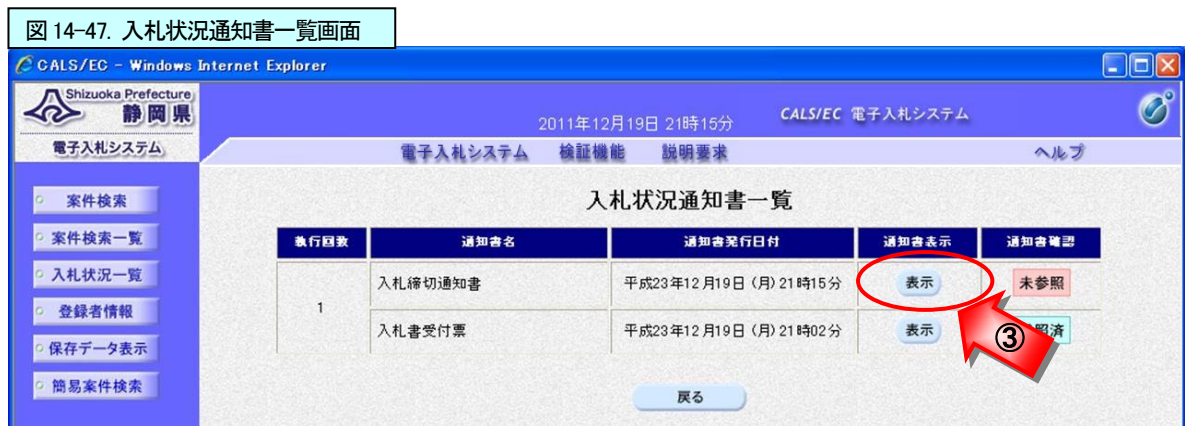 図 14-47. 入札状況通知書一覧画面
CALS/EC - Windows Internet Explorer
Shizuoka Prefecture
静岡県
電子入札システム
2011年12月19日 21時15分
CALS/EC 電子入札システム
電子入札システム 検証機能 説明要求 ヘルプ
案件検索
案件検索一覧
入札状況一覧
登録者情報
保存データ表示
簡易案件検索
入札状況通知書一覧
執行回数 通知書名 通知書発行日付 通知書表示 通知書確認
1
入札締切通知書 平成23年12月19日 (月) 21時15分 表示 未参照
入札書受付票 平成23年12月19日 (月) 21時02分 表示 照済
③
戻る